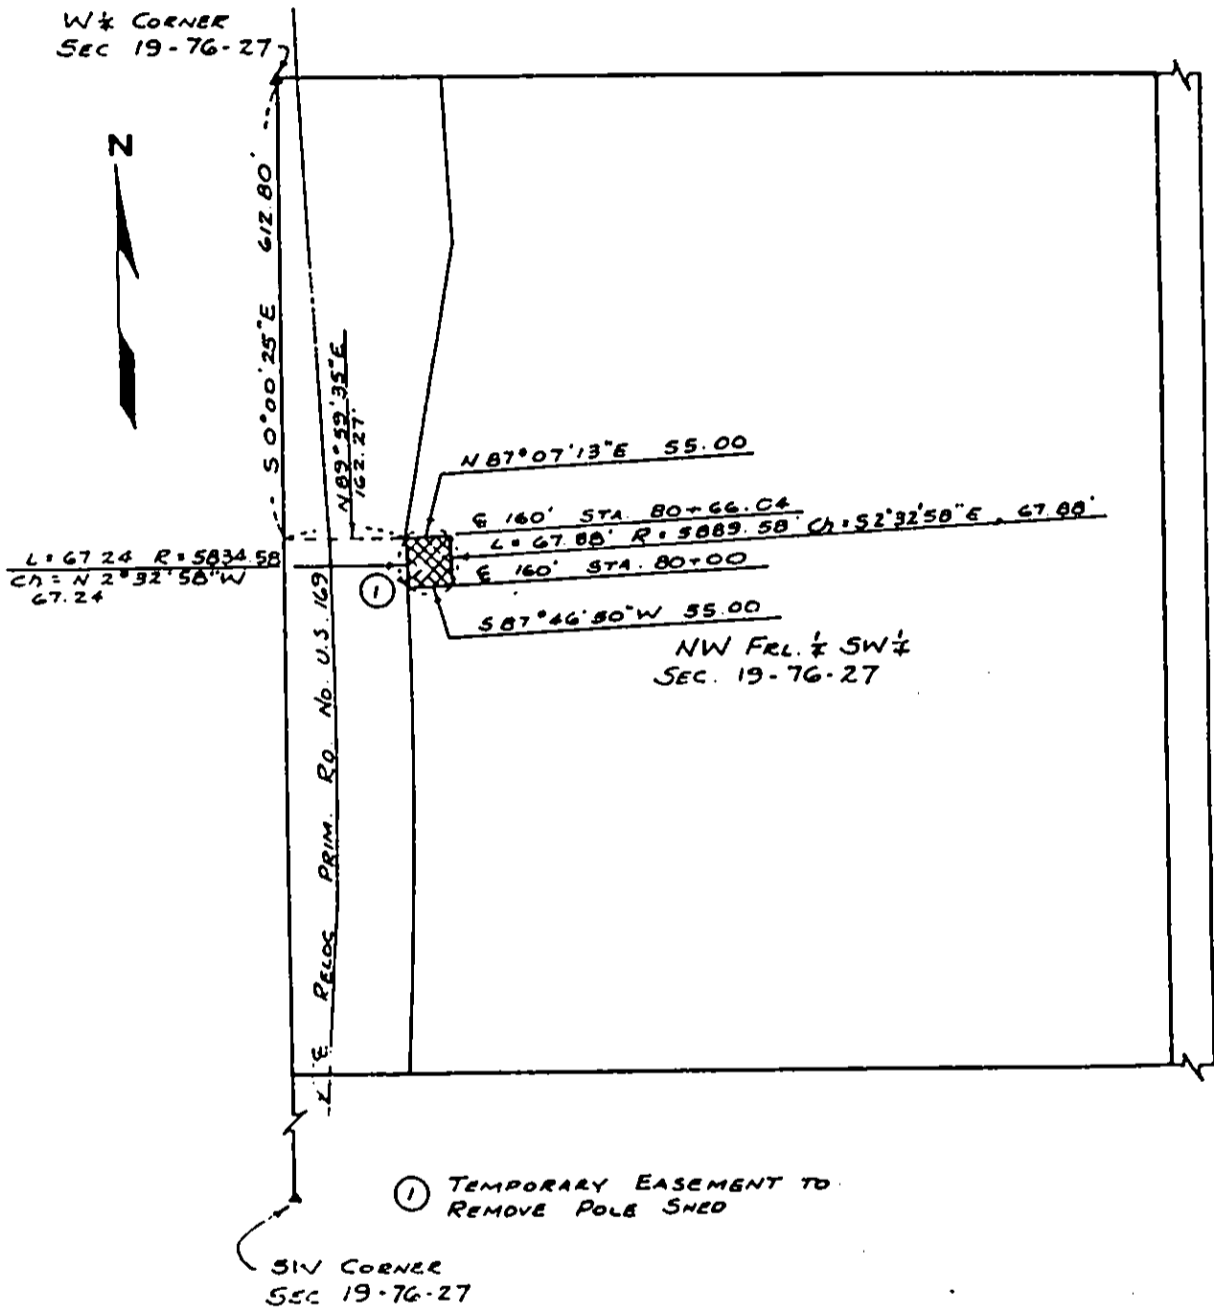 W ¼ CORNER
SEC 19-76-27
N
S 0°00'25"E 612.80'
N 89°59'35"E
162.27'
N 87°07'13"E 55.00
℄ 160' STA. 80+66.04
L = 67.88' R = 5889.58' Ch = S 2°32'58"E, 67.88'
L = 67.24 R = 5834.58
Ch = N 2°32'58"W
67.24
①
℄ 160' STA. 80+00
S 87°46'50"W 55.00
NW FRL. ¼ SW ¼
SEC. 19-76-27
℄ RELOC PRIM. RD. NO. U.S. 169
① TEMPORARY EASEMENT TO
REMOVE POLE SHED
SW CORNER
SEC 19-76-27